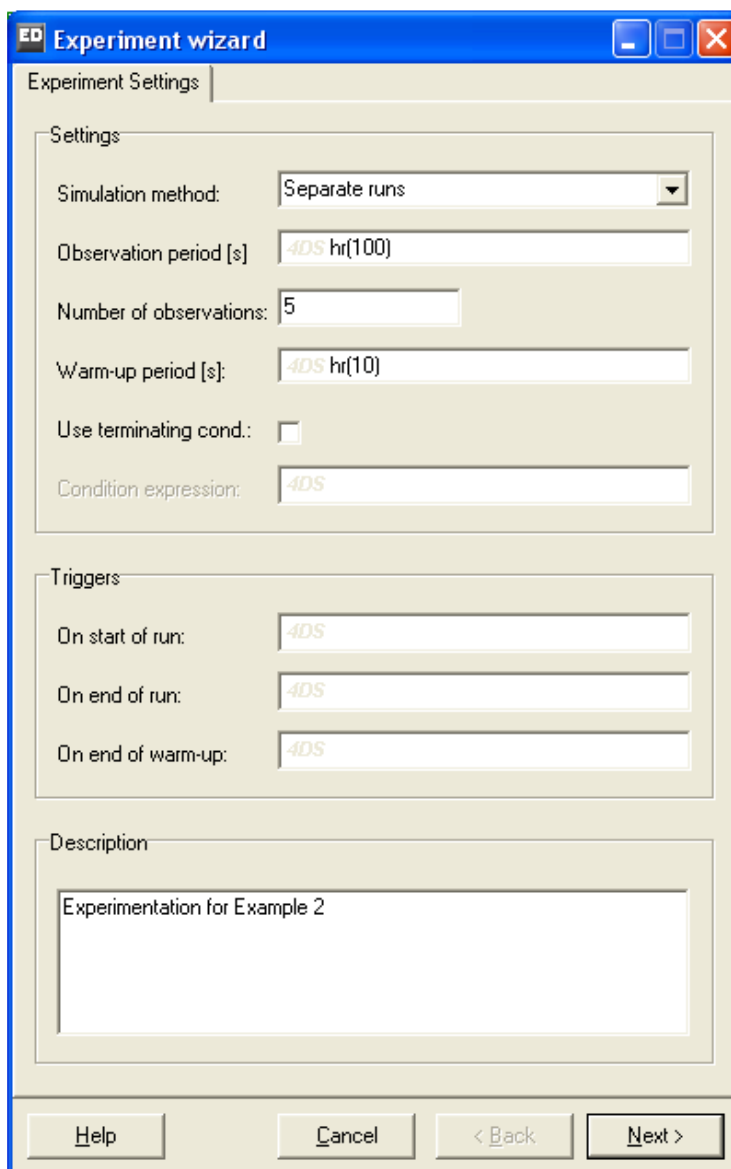 ED Experiment wizard
Experiment Settings
Settings
Simulation method: Separate runs
Observation period [s] 4DS hr(100)
Number of observations: 5
Warm-up period [s]: 4DS hr(10)
Use terminating cond.:
Condition expression: 4DS
Triggers
On start of run: 4DS
On end of run: 4DS
On end of warm-up: 4DS
Description
Experimentation for Example 2
Help Cancel < Back Next >